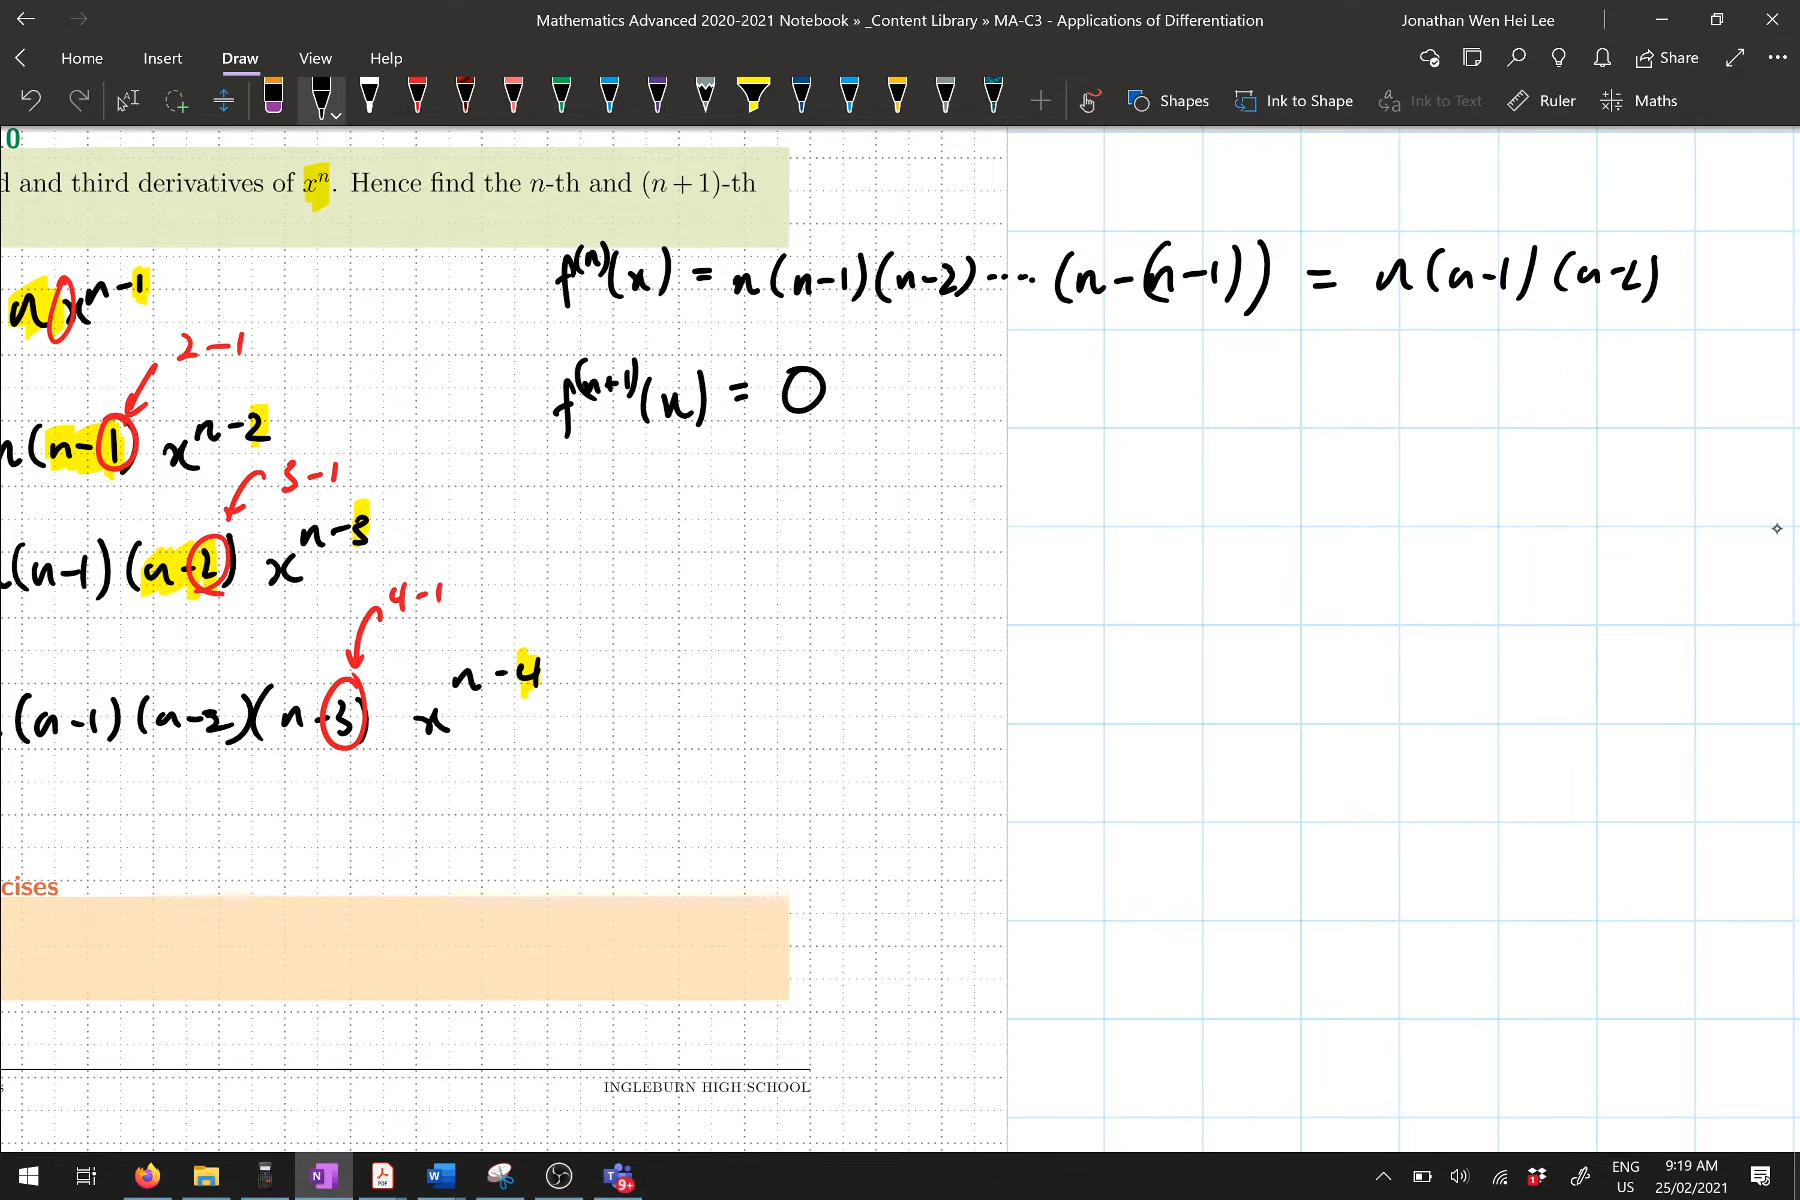 Mathematics Advanced 2020-2021 Notebook » _Content Library » MA-C3 - Applications of Differentiation
Jonathan Wen Hei Lee
Home Insert Draw View Help
Share
Shapes Ink to Shape Ink to Text Ruler Maths
.0
d and third derivatives of xⁿ. Hence find the n-th and (n + 1)-th
n x^{n-1}
f^{(n)}(x) = n(n-1)(n-2)....(n-(n-1)) = n(n-1)(n-2)
2-1
f^{(n+1)}(x) = 0
n(n-1) x^{n-2}
3-1
(n-1)(n-2) x^{n-3}
4-1
(n-1)(n-2)(n-3) x^{n-4}
cises
INGLEBURN HIGH SCHOOL
9+
1
ENG
US
9:19 AM
25/02/2021